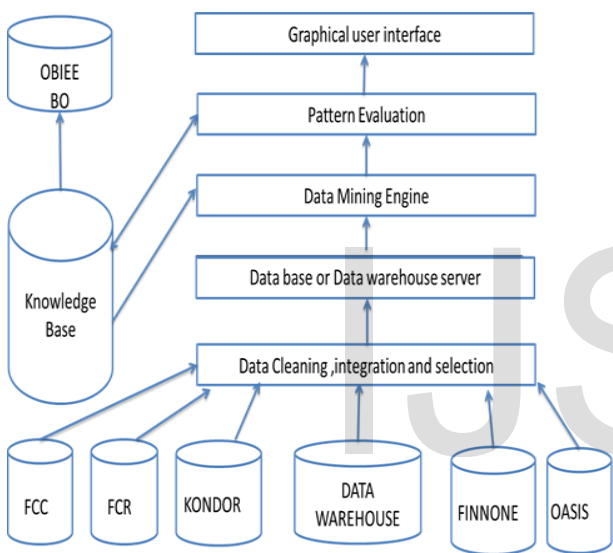 Graphical user interface
OBIEE
BO
Pattern Evaluation
Data Mining Engine
Data base or Data warehouse server
Knowledge
Base
Data Cleaning ,integration and selection
FCC
FCR
KONDOR
DATA
WAREHOUSE
FINNONE
OASIS
IJS